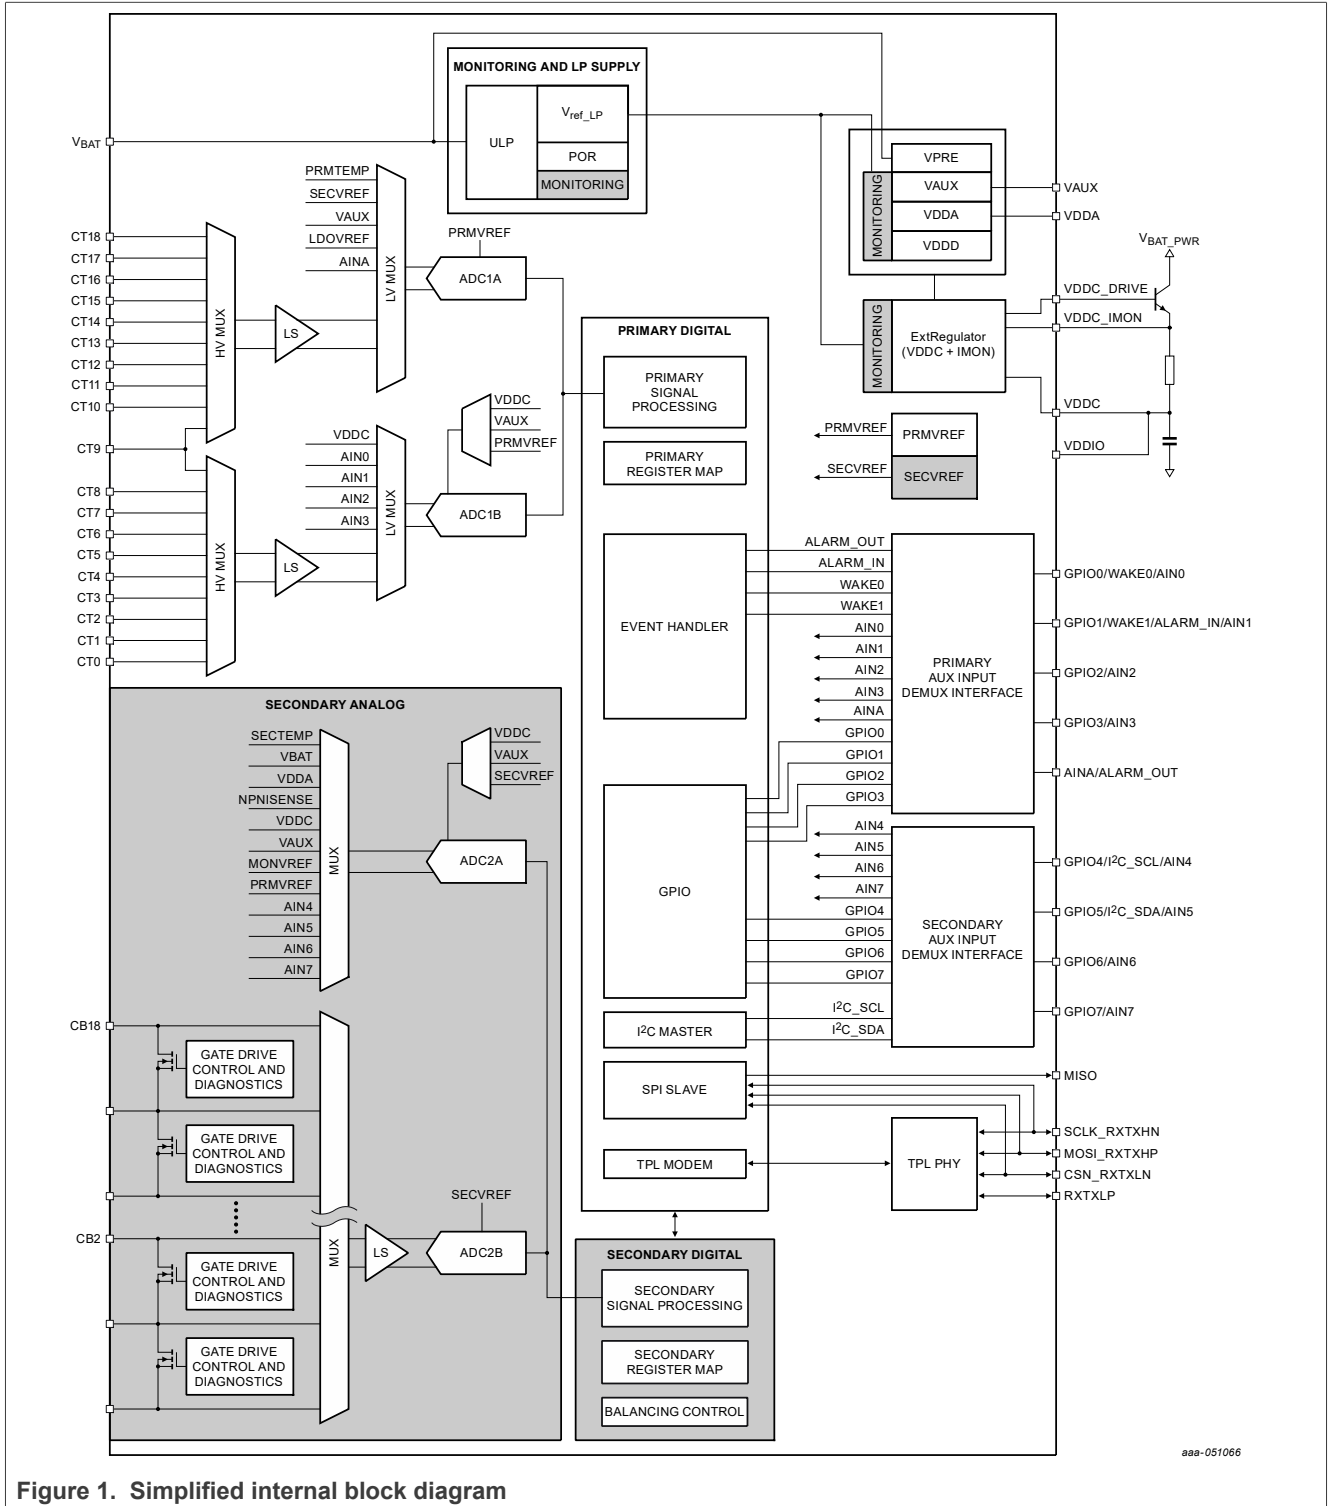 MONITORING AND LP SUPPLY
ULP
Vref_LP
POR
MONITORING
VBAT
PRMTEMP
SECVREF
VAUX
LDOVREF
AINA
LV MUX
PRMVREF
ADC1A
CT18
CT17
CT16
CT15
CT14
CT13
CT12
CT11
CT10
CT9
CT8
CT7
CT6
CT5
CT4
CT3
CT2
CT1
CT0
HV MUX
LS
HV MUX
LS
VDDC
AIN0
AIN1
AIN2
AIN3
LV MUX
VDDC
VAUX
PRMVREF
ADC1B
MONITORING
VPRE
VAUX
VDDA
VDDD
VAUX
VDDA
VBAT_PWR
MONITORING
ExtRegulator
(VDDC + IMON)
VDDC_DRIVE
VDDC_IMON
VDDC
VDDIO
PRMVREF
PRMVREF
SECVREF
SECVREF
PRIMARY DIGITAL
PRIMARY
SIGNAL
PROCESSING
PRIMARY
REGISTER MAP
EVENT HANDLER
GPIO
I2C MASTER
SPI SLAVE
TPL MODEM
ALARM_OUT
ALARM_IN
WAKE0
WAKE1
AIN0
AIN1
AIN2
AIN3
AINA
GPIO0
GPIO1
GPIO2
GPIO3
PRIMARY
AUX INPUT
DEMUX INTERFACE
GPIO0/WAKE0/AIN0
GPIO1/WAKE1/ALARM_IN/AIN1
GPIO2/AIN2
GPIO3/AIN3
AINA/ALARM_OUT
AIN4
AIN5
AIN6
AIN7
GPIO4
GPIO5
GPIO6
GPIO7
I2C_SCL
I2C_SDA
SECONDARY
AUX INPUT
DEMUX INTERFACE
GPIO4/I2C_SCL/AIN4
GPIO5/I2C_SDA/AIN5
GPIO6/AIN6
GPIO7/AIN7
MISO
TPL PHY
SCLK_RXTXHN
MOSI_RXTXHP
CSN_RXTXLN
RXTXLP
SECONDARY ANALOG
SECTEMP
VBAT
VDDA
NPNISENSE
VDDC
VAUX
MONVREF
PRMVREF
AIN4
AIN5
AIN6
AIN7
MUX
VDDC
VAUX
SECVREF
ADC2A
CB18
GATE DRIVE
CONTROL AND
DIAGNOSTICS
GATE DRIVE
CONTROL AND
DIAGNOSTICS
CB2
GATE DRIVE
CONTROL AND
DIAGNOSTICS
GATE DRIVE
CONTROL AND
DIAGNOSTICS
MUX
LS
SECVREF
ADC2B
SECONDARY DIGITAL
SECONDARY
SIGNAL PROCESSING
SECONDARY
REGISTER MAP
BALANCING CONTROL
aaa-051066
Figure 1. Simplified internal block diagram